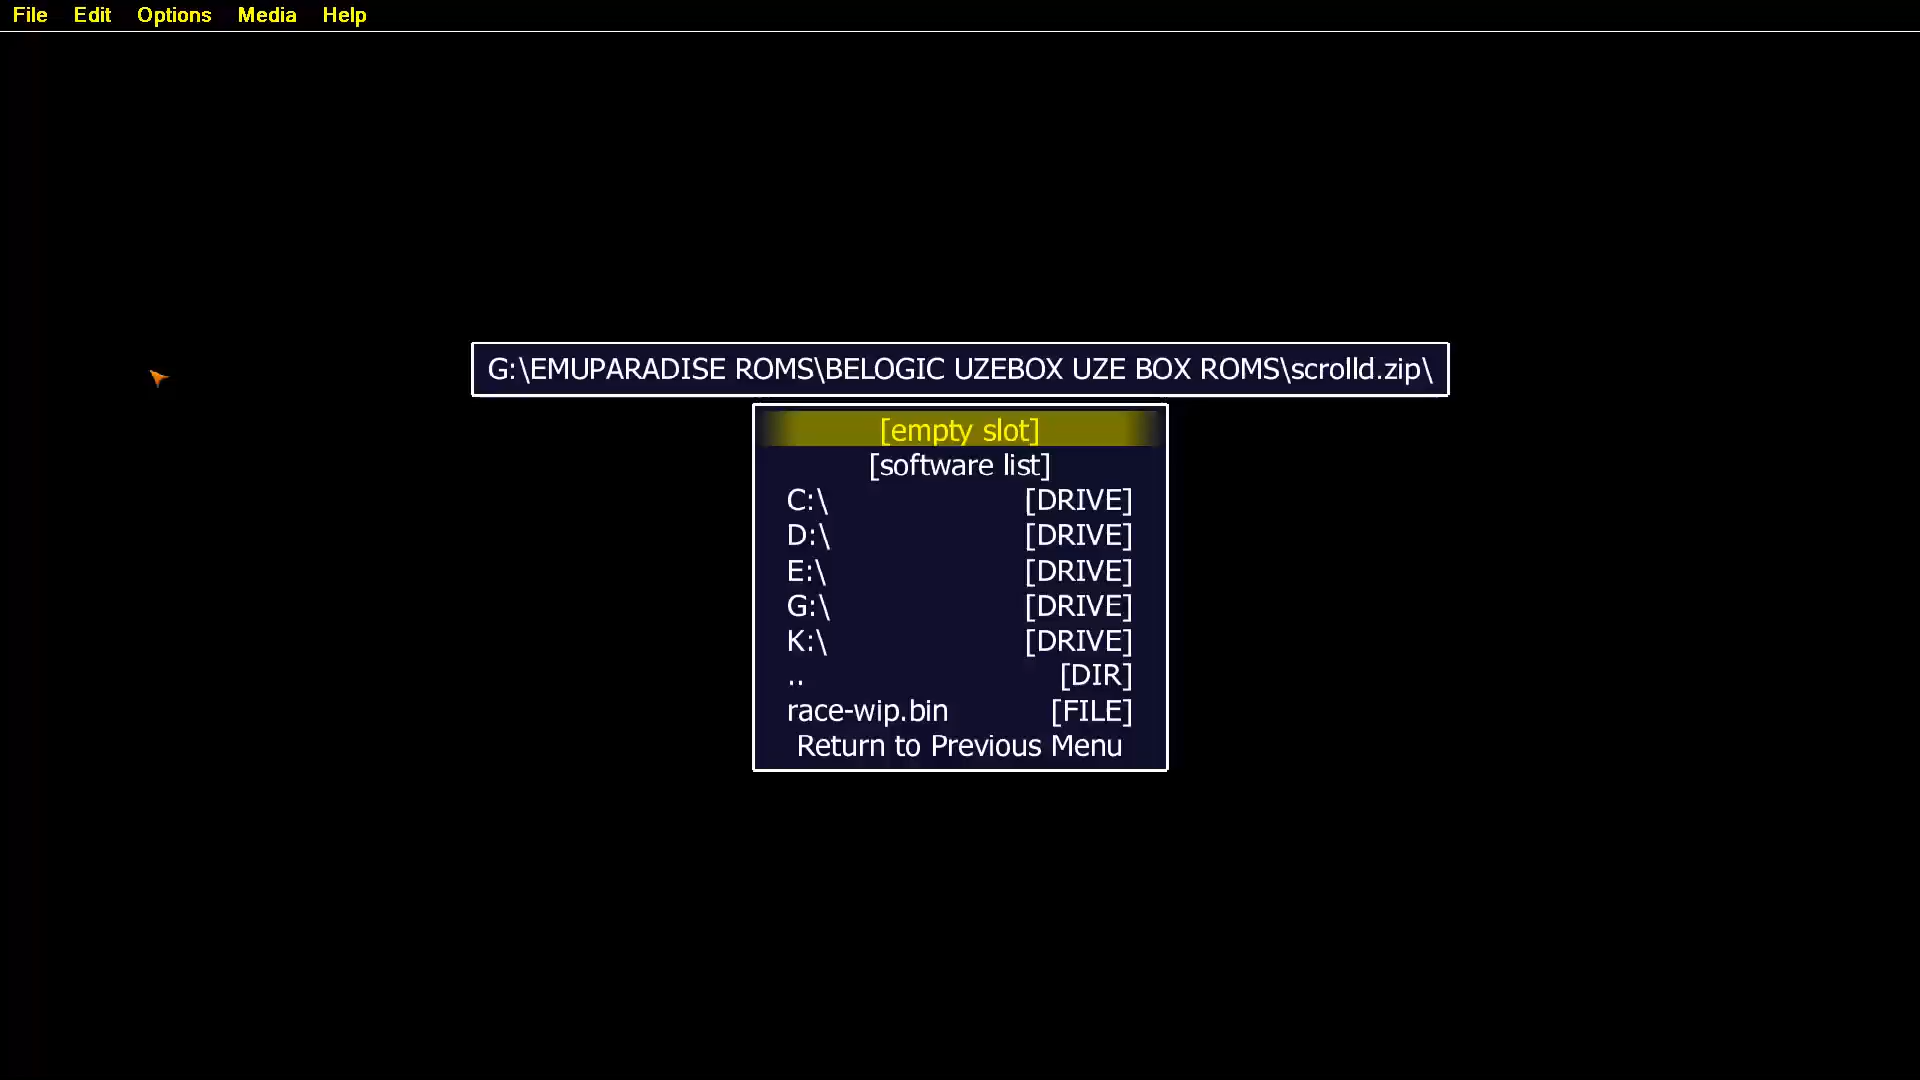 File Edit Options Media Help
G:\EMUPARADISE ROMS\BELOGIC UZEBOX UZE BOX ROMS\scrolld.zip\
[empty slot]
[software list]
C:\ [DRIVE]
D:\ [DRIVE]
E:\ [DRIVE]
G:\ [DRIVE]
K:\ [DRIVE]
.. [DIR]
race-wip.bin [FILE]
Return to Previous Menu